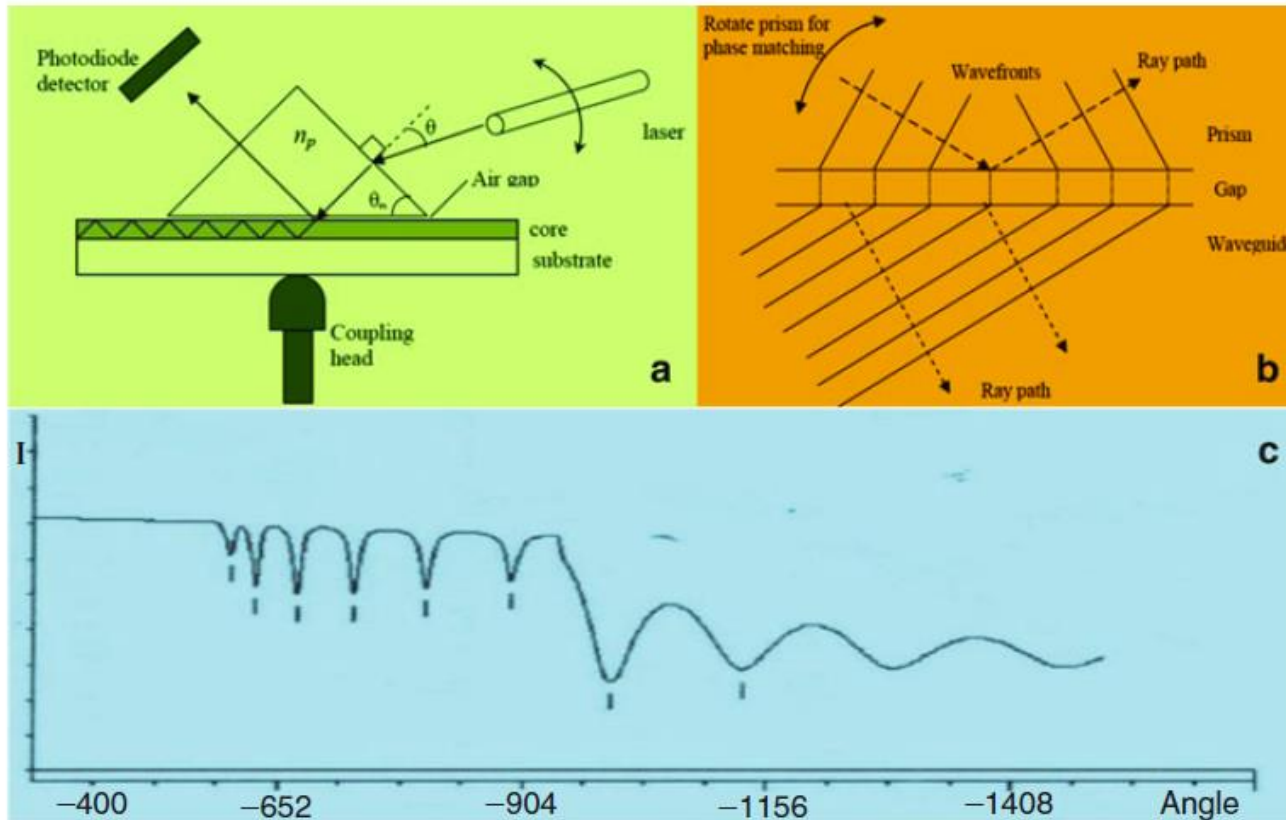 Photodiode
detector
n_p
θ
laser
Air gap
θ_n
core
substrate
Coupling
head
a
Rotate prism for
phase matching
Wavefronts
Ray path
Prism
Gap
Waveguid
Ray path
b
I
c
−400 −652 −904 −1156 −1408 Angle